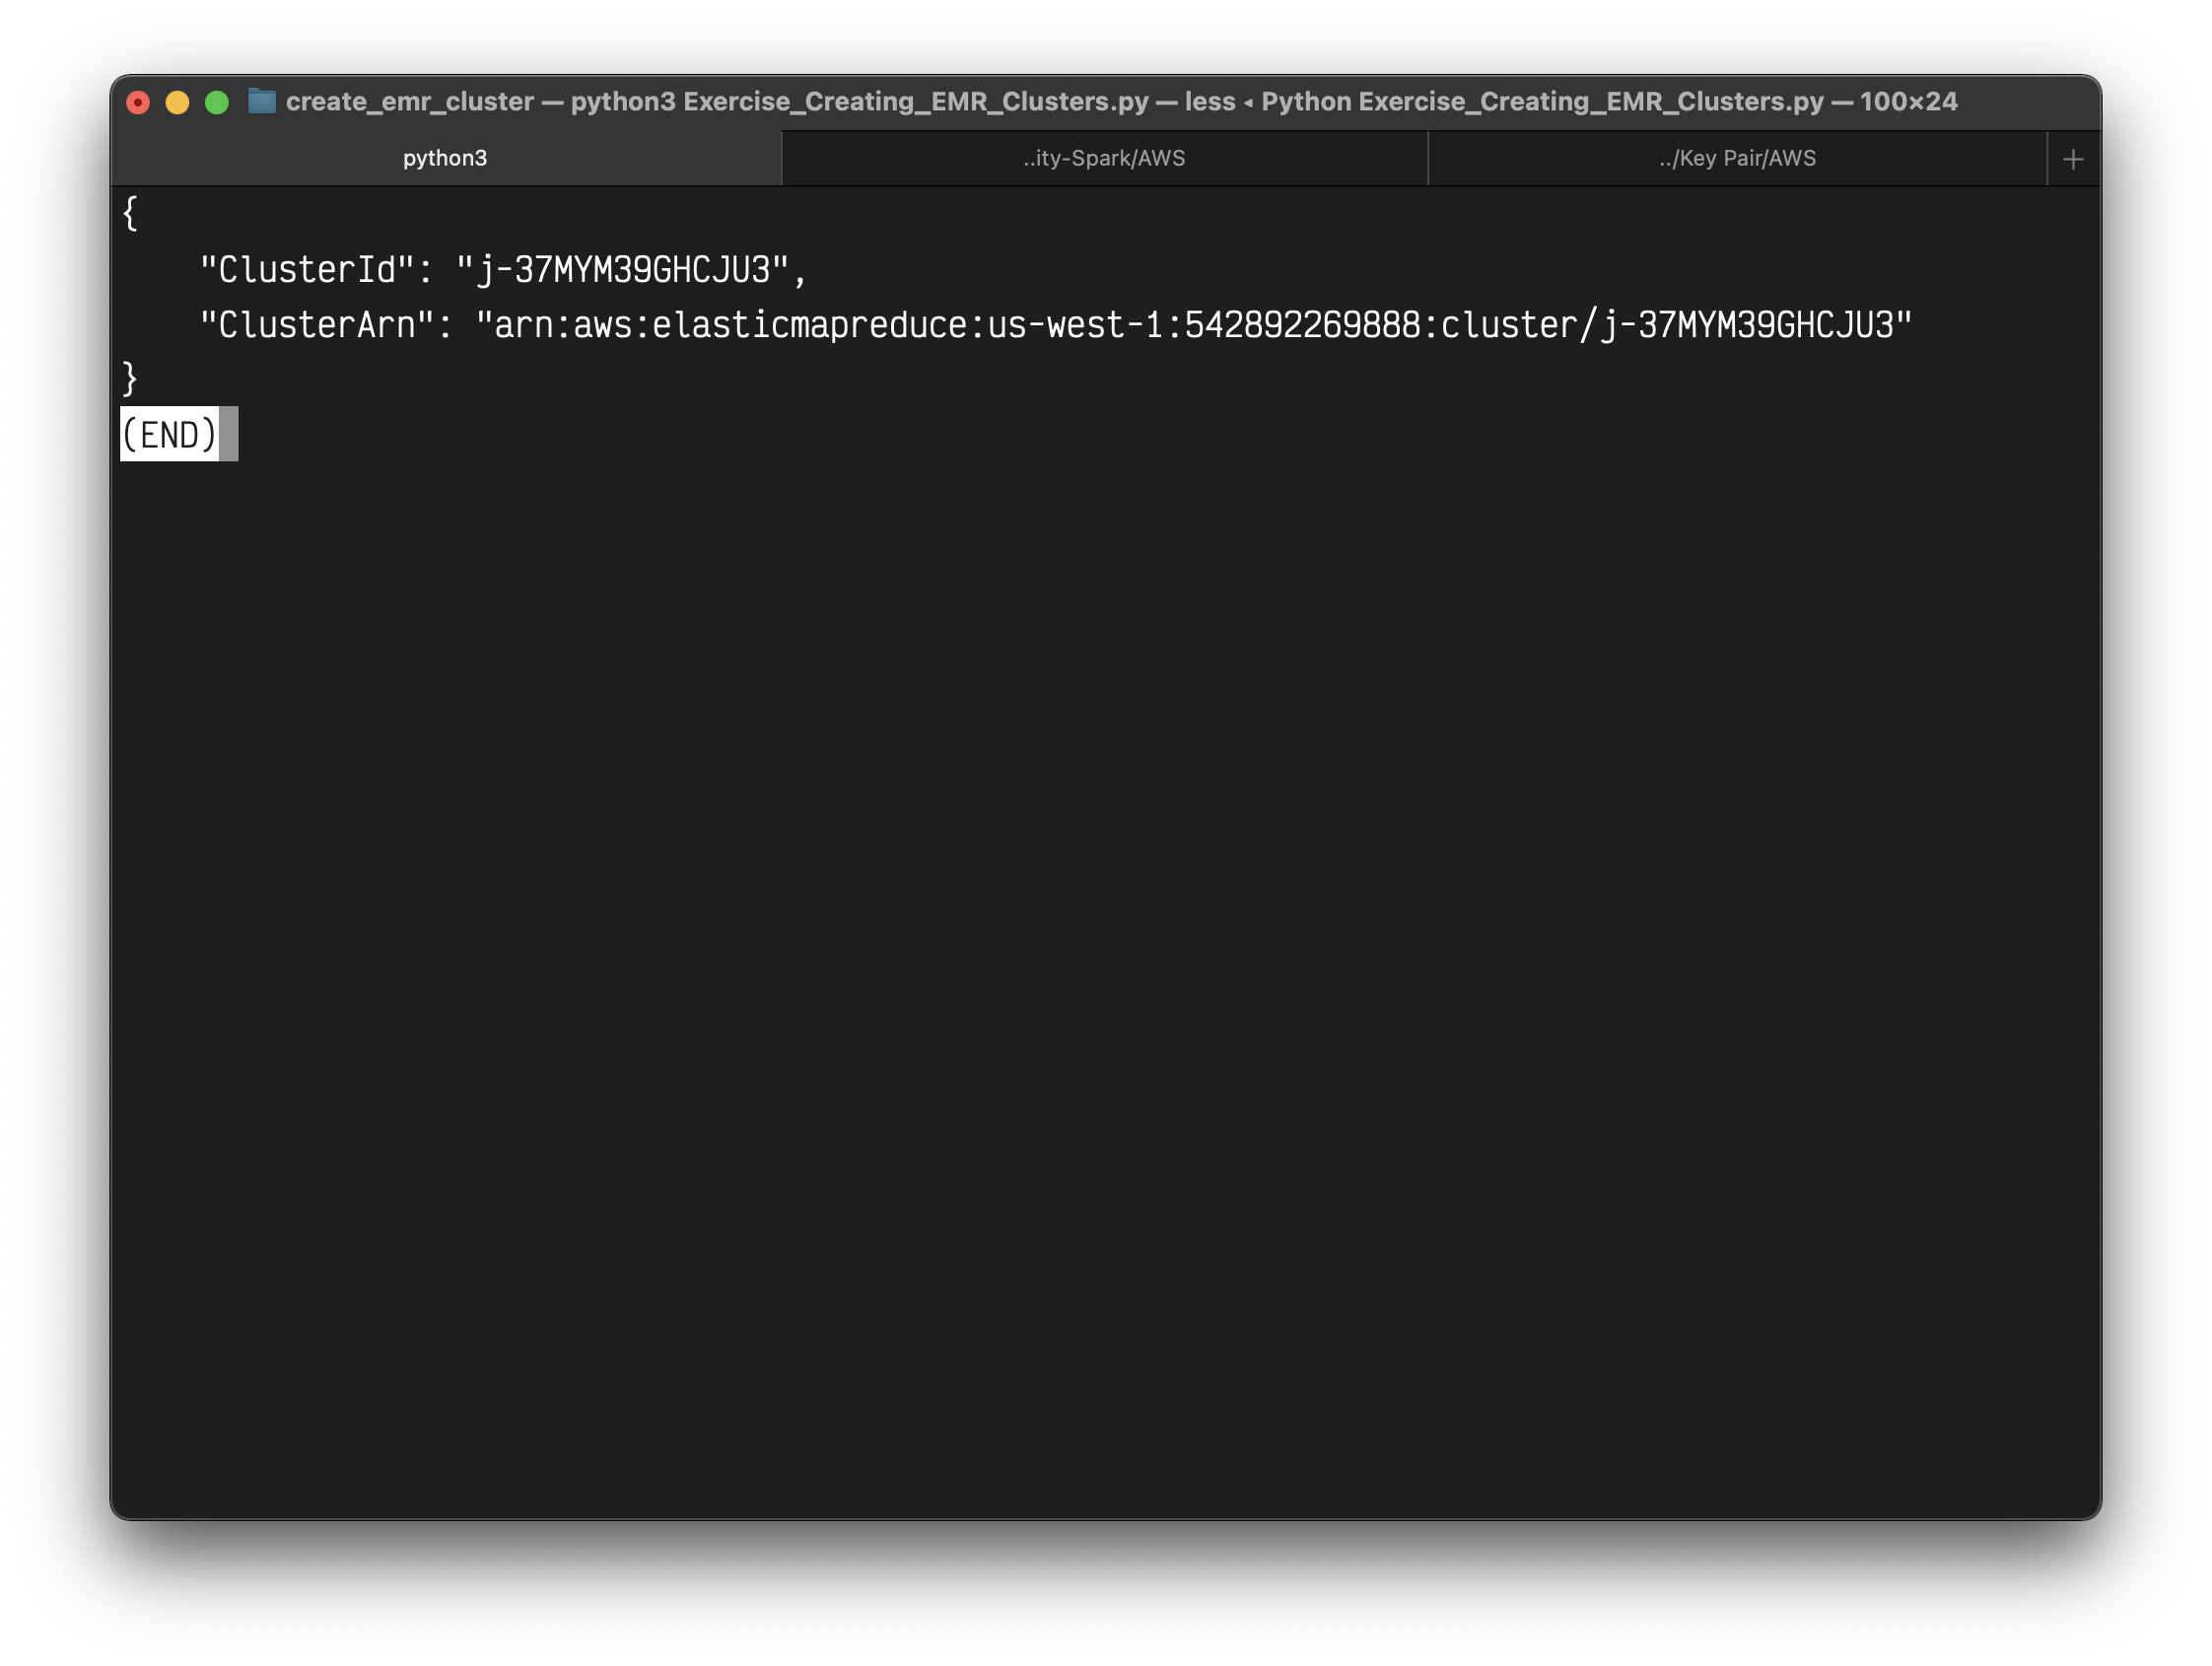 create_emr_cluster — python3 Exercise_Creating_EMR_Clusters.py — less ◂ Python Exercise_Creating_EMR_Clusters.py — 100×24
python3 ..ity-Spark/AWS ../Key Pair/AWS +
{
    "ClusterId": "j-37MYM39GHCJU3",
    "ClusterArn": "arn:aws:elasticmapreduce:us-west-1:542892269888:cluster/j-37MYM39GHCJU3"
}
(END)